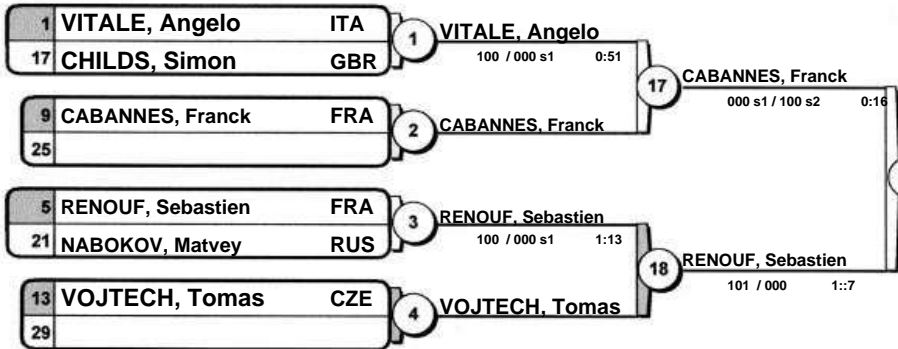 1 VITALE, Angelo ITA
17 CHILDS, Simon GBR
1
VITALE, Angelo
100 / 000 s1 0:51
9 CABANNES, Franck FRA
25
2
CABANNES, Franck
17
CABANNES, Franck
000 s1 / 100 s2 0:16
5 RENOUF, Sebastien FRA
21 NABOKOV, Matvey RUS
3
RENOUF, Sebastien
100 / 000 s1 1:13
13 VOJTECH, Tomas CZE
29
4
VOJTECH, Tomas
18
RENOUF, Sebastien
101 / 000 1::7